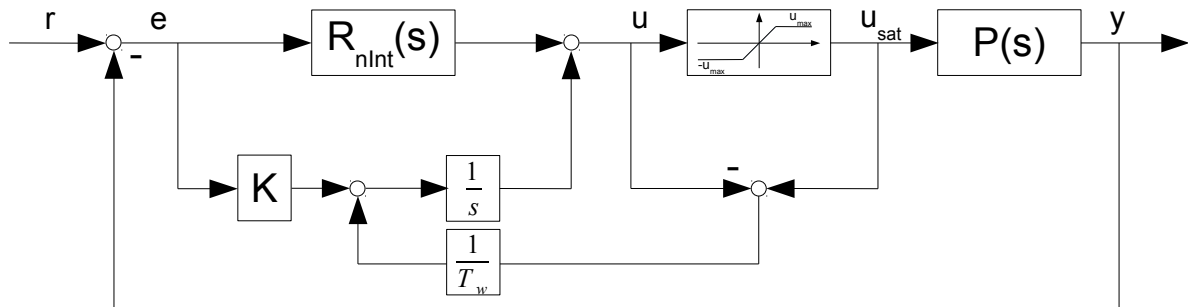 r
e
-
R_nInt(s)
u
u_max
-u_max
u_sat
P(s)
y
K
1
s
-
1
T_w